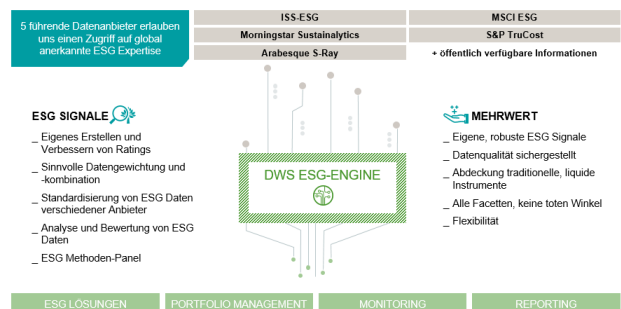 5 führende Datenanbieter erlauben
uns einen Zugriff auf global
anerkannte ESG Expertise
ISS-ESG
MSCI ESG
Morningstar Sustainalytics
S&P TruCost
Arabesque S-Ray
+ öffentlich verfügbare Informationen
ESG SIGNALE
_ Eigenes Erstellen und
Verbessern von Ratings
_ Sinnvolle Datengewichtung und
-kombination
_ Standardisierung von ESG Daten
verschiedener Anbieter
_ Analyse und Bewertung von ESG
Daten
_ ESG Methoden-Panel
DWS ESG-ENGINE
MEHRWERT
_ Eigene, robuste ESG Signale
_ Datenqualität sichergestellt
_ Abdeckung traditionelle, liquide
Instrumente
_ Alle Facetten, keine toten Winkel
_ Flexibilität
ESG LÖSUNGEN
PORTFOLIO MANAGEMENT
MONITORING
REPORTING